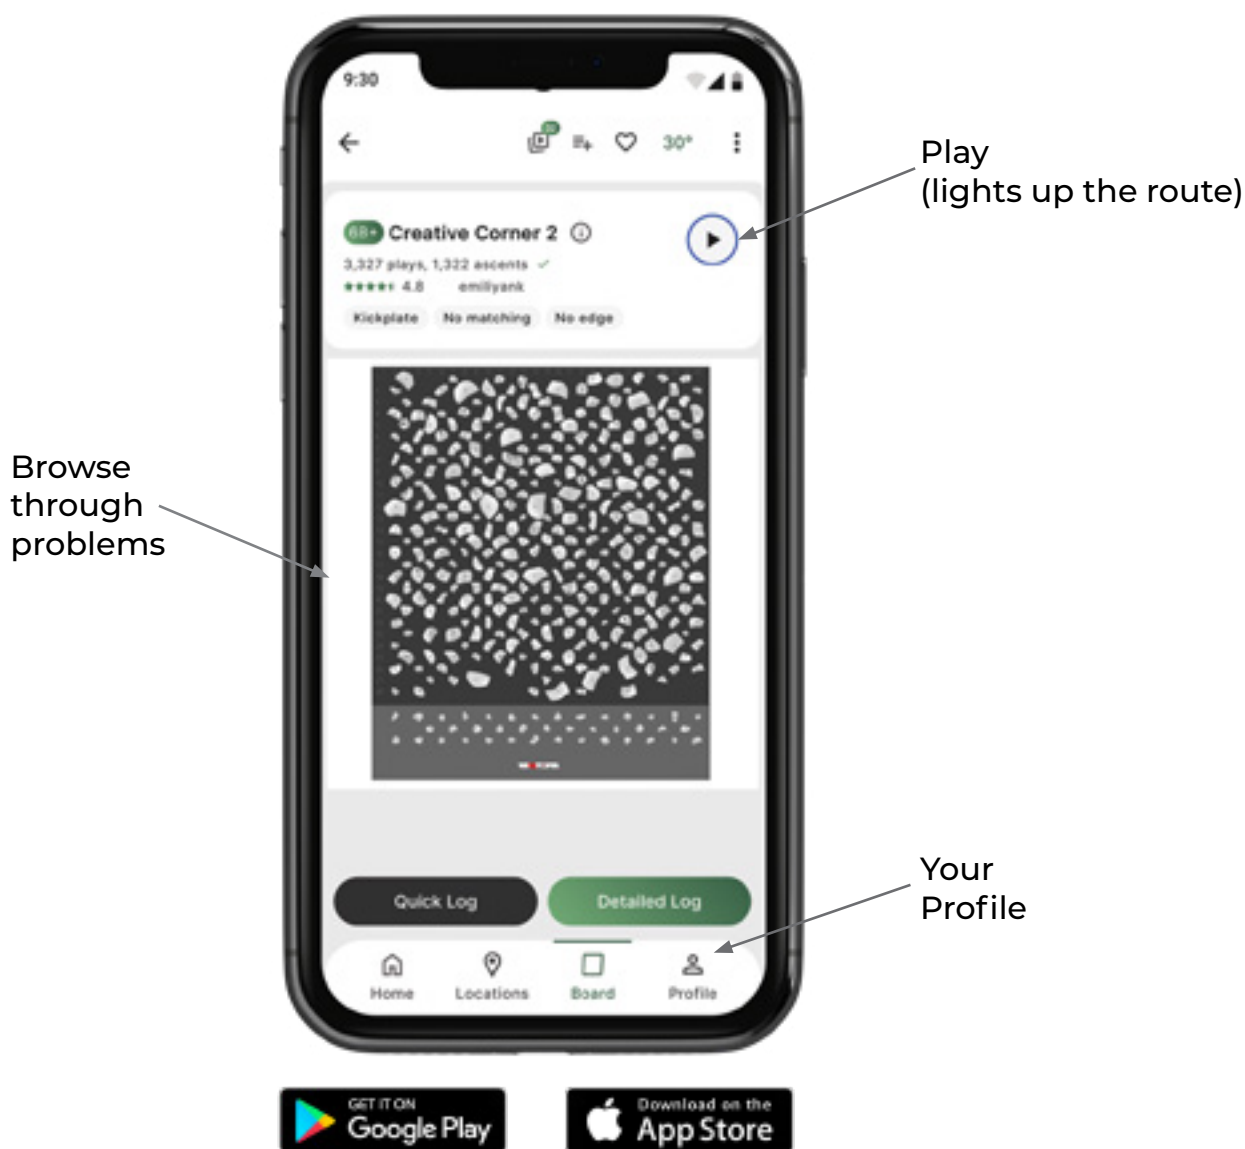 9:30
30°
Play
(lights up the route)
Creative Corner 2
3,327 plays, 1,322 ascents
4.8 emiliyank
Kickplate No matching No edge
Browse
through
problems
Your
Profile
Quick Log Detailed Log
Home Locations Board Profile
GET IT ON
Google Play
Download on the
App Store